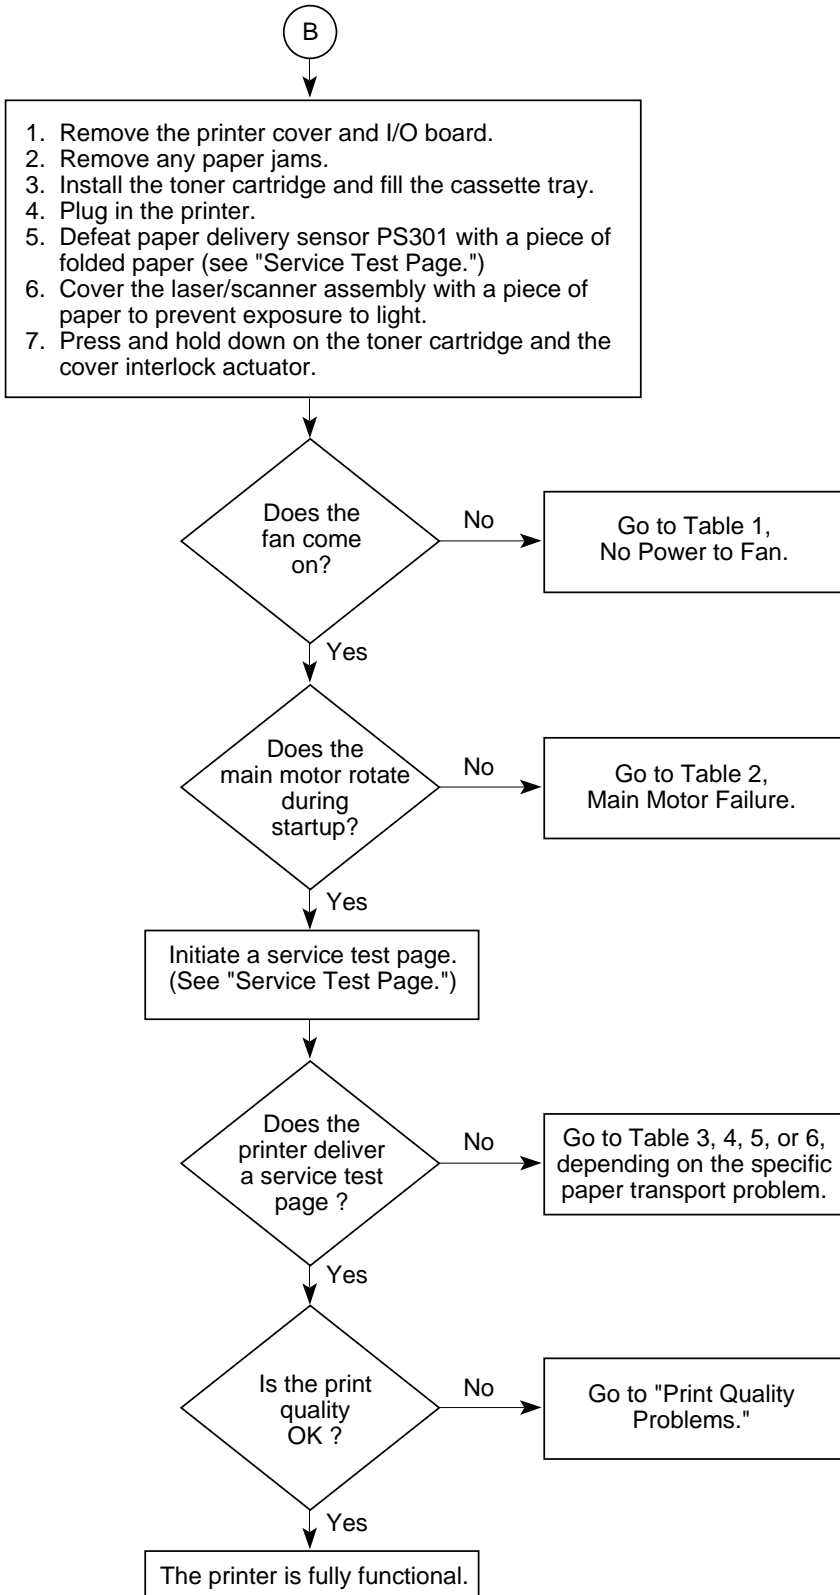 B
1. Remove the printer cover and I/O board.
2. Remove any paper jams.
3. Install the toner cartridge and fill the cassette tray.
4. Plug in the printer.
5. Defeat paper delivery sensor PS301 with a piece of
folded paper (see "Service Test Page.")
6. Cover the laser/scanner assembly with a piece of
paper to prevent exposure to light.
7. Press and hold down on the toner cartridge and the
cover interlock actuator.
Does the
fan come
on?
No
Go to Table 1,
No Power to Fan.
Yes
Does the
main motor rotate
during
startup?
No
Go to Table 2,
Main Motor Failure.
Yes
Initiate a service test page.
(See "Service Test Page.")
Does the
printer deliver
a service test
page ?
No
Go to Table 3, 4, 5, or 6,
depending on the specific
paper transport problem.
Yes
Is the print
quality
OK ?
No
Go to "Print Quality
Problems."
Yes
The printer is fully functional.